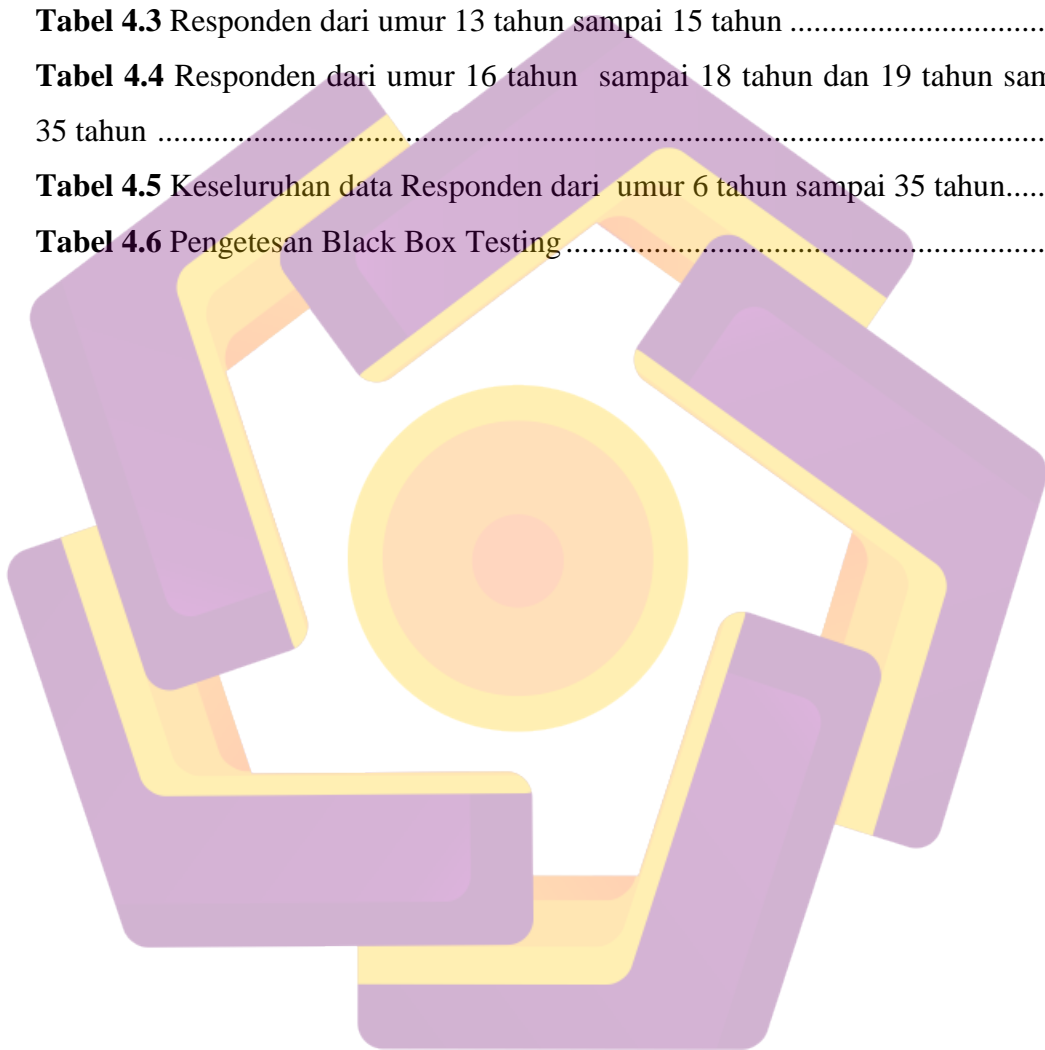 Tabel 4.3 Responden dari umur 13 tahun sampai 15 tahun ................................
Tabel 4.4 Responden dari umur 16 tahun  sampai 18 tahun dan 19 tahun sam
35 tahun ...............................................................................................................
Tabel 4.5 Keseluruhan data Responden dari  umur 6 tahun sampai 35 tahun.....
Tabel 4.6 Pengetesan Black Box Testing ............................................................